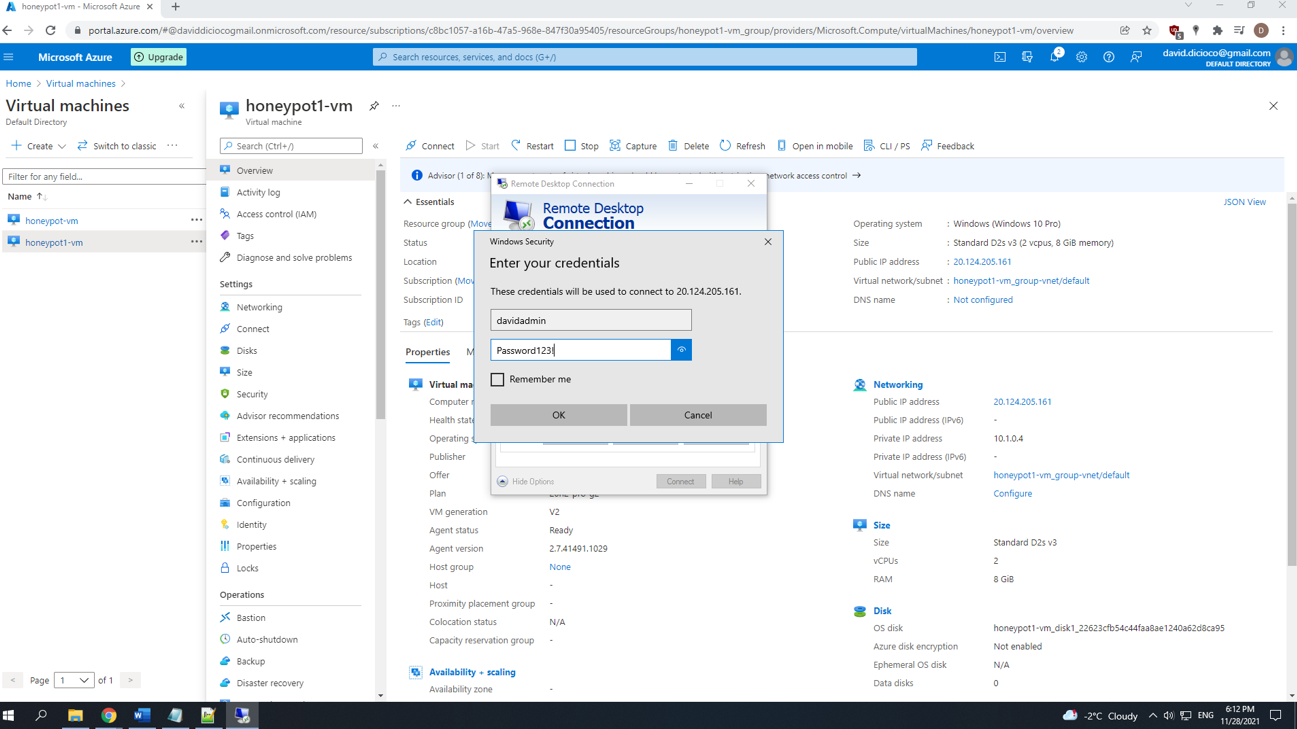 honeypot1-vm - Microsoft Azure
portal.azure.com/#@daviddiciocogmail.onmicrosoft.com/resource/subscriptions/c8bc1057-a16b-47a5-968e-847f30a95405/resourceGroups/honeypot1-vm_group/providers/Microsoft.Compute/virtualMachines/honeypot1-vm/overview
Microsoft Azure
Upgrade
Search resources, services, and docs (G+/)
2
david.dicioco@gmail.com
DEFAULT DIRECTORY
Home > Virtual machines >
Virtual machines
Default Directory
Create
Switch to classic
Filter for any field...
Name
honeypot-vm
honeypot1-vm
Page 1 of 1
honeypot1-vm
Virtual machine
Search (Ctrl+/)
Overview
Activity log
Access control (IAM)
Tags
Diagnose and solve problems
Settings
Networking
Connect
Disks
Size
Security
Advisor recommendations
Extensions + applications
Continuous delivery
Availability + scaling
Configuration
Identity
Properties
Locks
Operations
Bastion
Auto-shutdown
Backup
Disaster recovery
Connect
Start
Restart
Stop
Capture
Delete
Refresh
Open in mobile
CLI / PS
Feedback
Advisor (1 of 8):
network access control
Essentials
JSON View
Resource group (Move
Status
Location
Subscription (Mov
Subscription ID
Tags (Edit)
Operating system : Windows (Windows 10 Pro)
Size : Standard D2s v3 (2 vcpus, 8 GiB memory)
Public IP address : 20.124.205.161
Virtual network/subnet : honeypot1-vm_group-vnet/default
DNS name : Not configured
Remote Desktop Connection
Remote Desktop
Connection
Windows Security
Enter your credentials
These credentials will be used to connect to 20.124.205.161.
davidadmin
Password123!
Remember me
OK
Cancel
Hide Options
Connect
Help
Properties
M
Virtual ma
Computer
Health state
Operating s
Publisher
Offer
Plan
VM generation V2
Agent status Ready
Agent version 2.7.41491.1029
Host group None
Host -
Proximity placement group -
Colocation status N/A
Capacity reservation group -
Availability + scaling
Availability zone -
Networking
Public IP address 20.124.205.161
Public IP address (IPv6) -
Private IP address 10.1.0.4
Private IP address (IPv6) -
Virtual network/subnet honeypot1-vm_group-vnet/default
DNS name Configure
Size
Size Standard D2s v3
vCPUs 2
RAM 8 GiB
Disk
OS disk honeypot1-vm_disk1_22623cfb54c44faa8ae1240a62d8ca95
Azure disk encryption Not enabled
Ephemeral OS disk N/A
Data disks 0
-2°C Cloudy
ENG
6:12 PM
11/28/2021